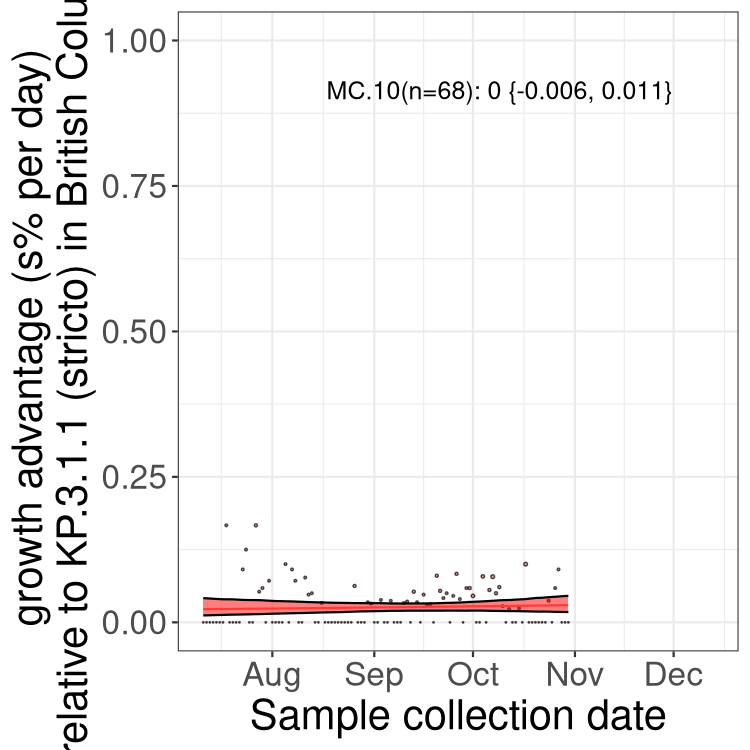 growth advantage (s% per day)
relative to KP.3.1.1 (stricto) in British
1.00
0.75
0.50
0.25
0.00
MC.10(n=68): 0 {-0.006, 0.011}
Aug Sep Oct Nov Dec
Sample collection date